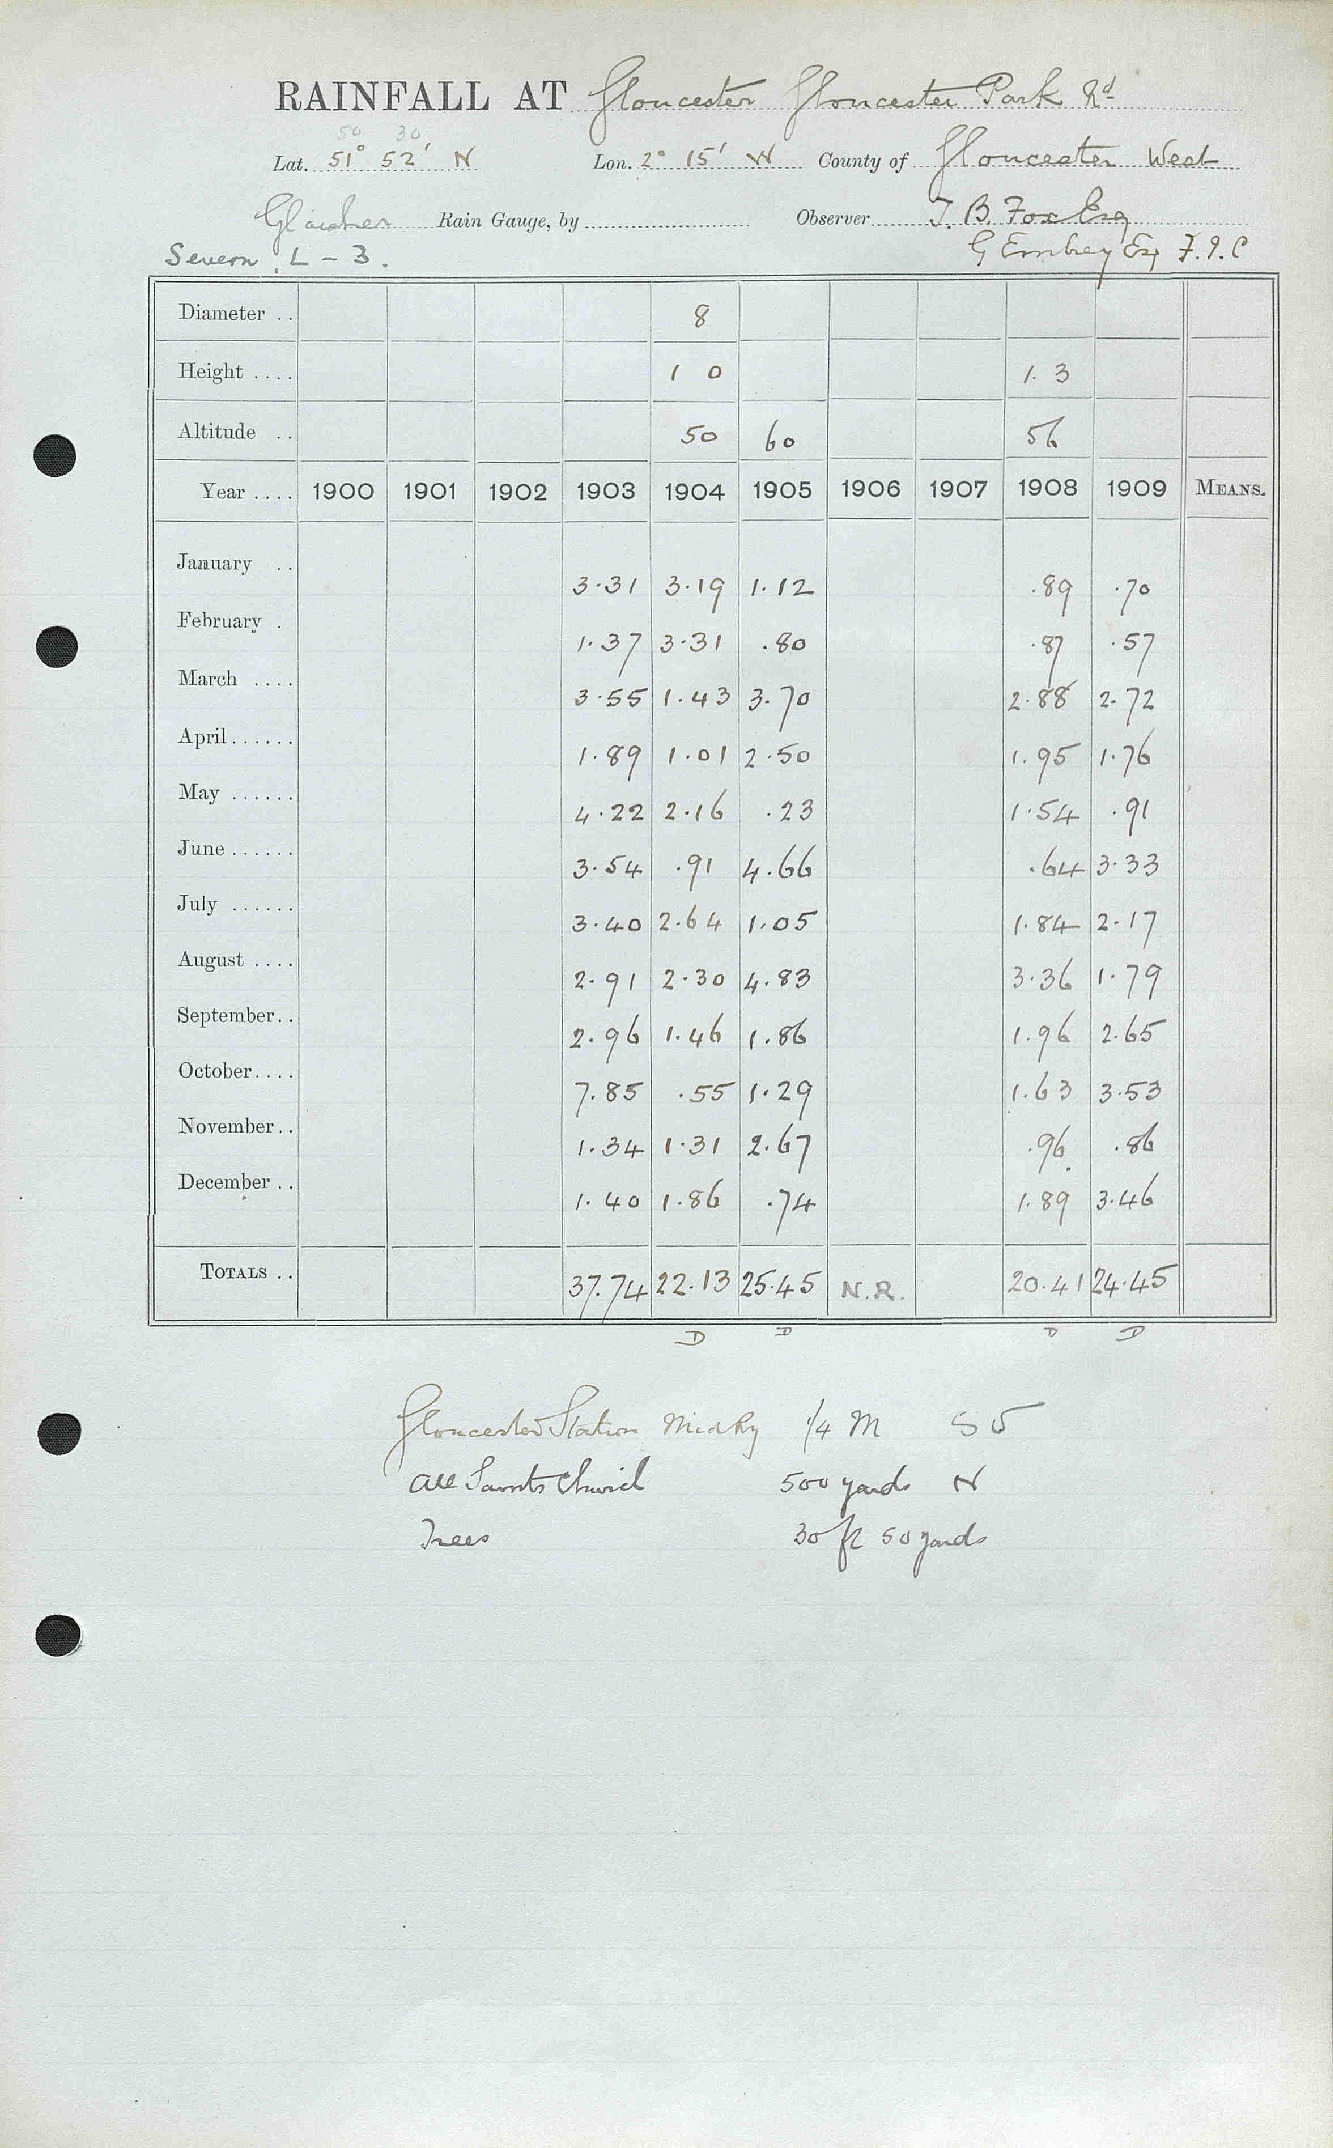 RAINFALL AT Gloucester Gloucester Park Rd
50 30
Lat. 51° 52' N Lon. 2° 15' W County of Gloucester West
Glaisher Rain Gauge, by Observer T. B. Fox Esq
Severn L - 3. G Embrey Esq F.I.C
Diameter .. 8
Height .... 1 0 1. 3
Altitude .. 50 60 56
Year .... 1900 1901 1902 1903 1904 1905 1906 1907 1908 1909 MEANS.
January .. 3.31 3.19 1.12 .89 .70
February . 1.37 3.31 .80 .87 .57
March .... 3.55 1.43 3.70 2.88 2.72
April...... 1.89 1.01 2.50 1.95 1.76
May ...... 4.22 2.16 .23 1.54 .91
June ...... 3.54 .91 4.66 .64 3.33
July ...... 3.40 2.64 1.05 1.84 2.17
August .... 2.91 2.30 4.83 3.36 1.79
September.. 2.96 1.46 1.86 1.96 2.65
October.... 7.85 .55 1.29 1.63 3.53
November.. 1.34 1.31 2.67 .96 .86
December .. 1.40 1.86 .74 1.89 3.46
TOTALS .. 37.74 22.13 25.45 N.R. 20.41 24.45
D D D D
Gloucester Station Mid Ry 1/4 M
All Saints Church 500 yards N
Trees 30 ft 50 yards